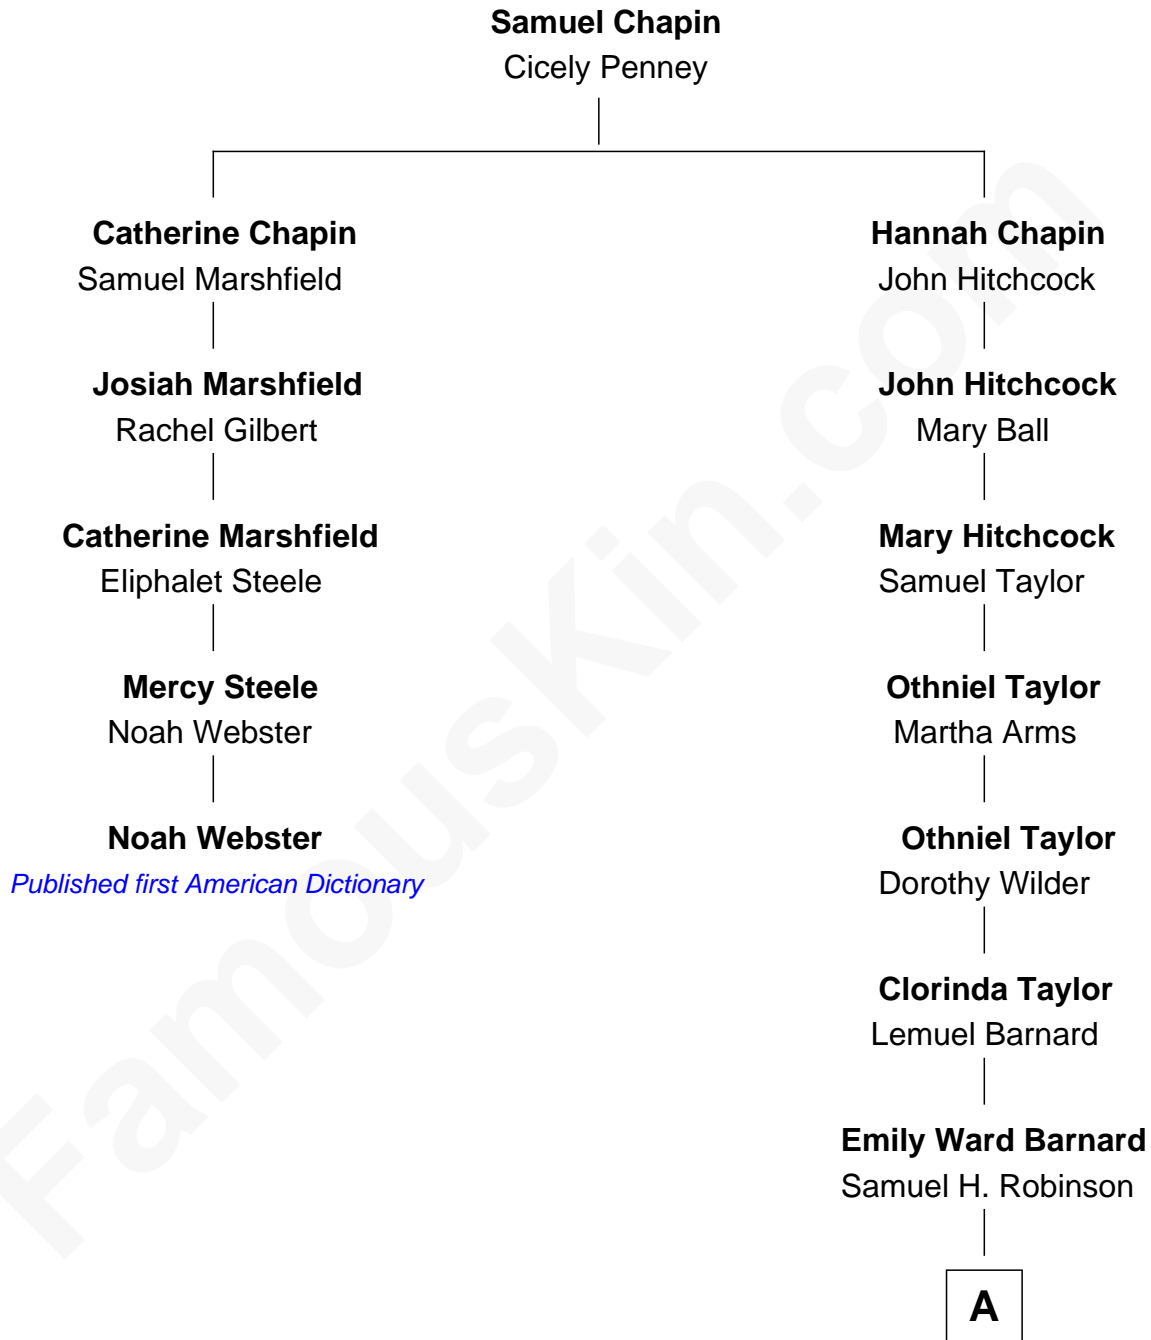 Samuel Chapin
Cicely Penney
Catherine Chapin
Samuel Marshfield
Josiah Marshfield
Rachel Gilbert
Catherine Marshfield
Eliphalet Steele
Mercy Steele
Noah Webster
Noah Webster
Published first American Dictionary
Hannah Chapin
John Hitchcock
John Hitchcock
Mary Ball
Mary Hitchcock
Samuel Taylor
Othniel Taylor
Martha Arms
Othniel Taylor
Dorothy Wilder
Clorinda Taylor
Lemuel Barnard
Emily Ward Barnard
Samuel H. Robinson
A
FamousKin.com